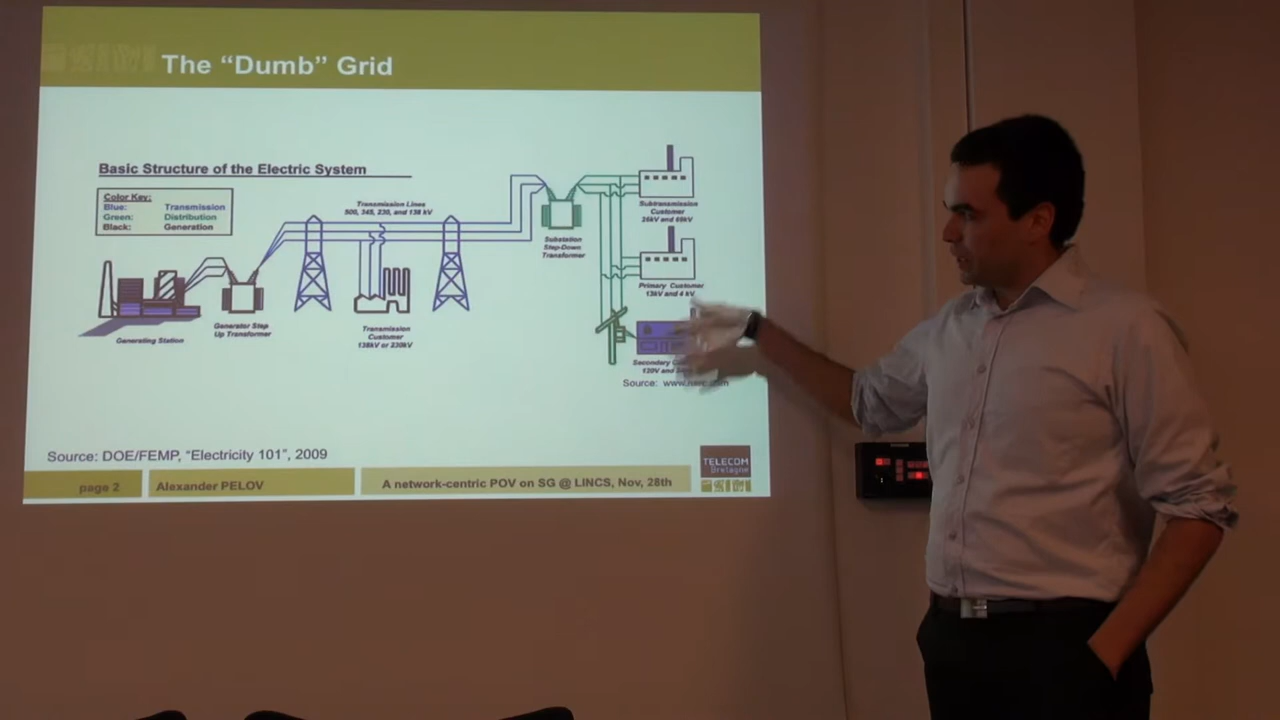 The “Dumb” Grid
Basic Structure of the Electric System
Color Key:
Blue: Transmission
Green: Distribution
Black: Generation
Transmission Lines
500, 345, 230, and 138 kV
Generating Station
Generator Step
Up Transformer
Transmission
Customer
138kV or 230kV
Substation
Step-Down
Transformer
Subtransmission
Customer
26kV and 69kV
Primary Customer
13kV and 4 kV
Secondary
120V and
Source:
Source: DOE/FEMP, “Electricity 101”, 2009
page 2
Alexander PELOV
A network-centric POV on SG @ LINCS, Nov, 28th
TELECOM
Bretagne